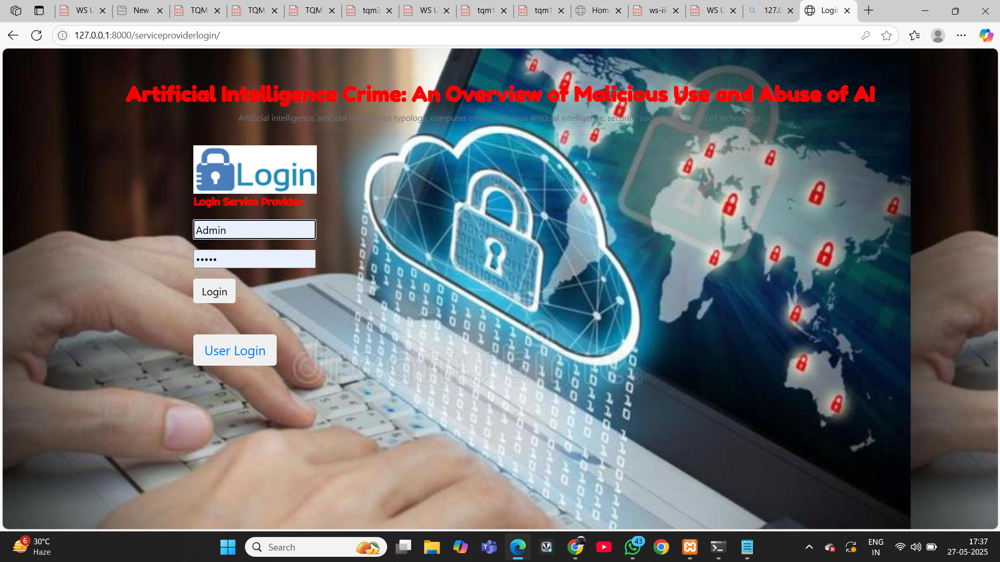 WS U
New
TQM
TQM
TQM
tqm3
WS U
tqm1
tqm1
Home
ws-iii
WS U
127.0
Login
127.0.0.1:8000/serviceproviderlogin/
Artificial Intelligence Crime: An Overview of Malicious Use and Abuse of AI
Arti▯cial intelligence, arti▯cial intelligence typology, computer crime, malicious arti▯cial intelligence, security, social implications of technology.
Login
Login Service Provider:
Admin
•••••
Login
User Login
dreamstime
6
30°C
Haze
Search
43
ENG
IN
17:37
27-05-2025